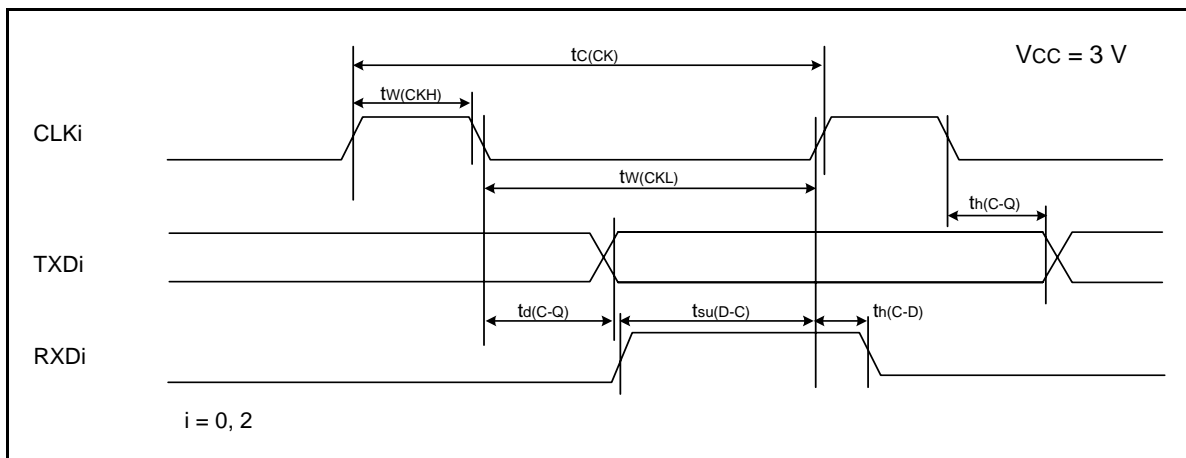 tC(CK)
VCC = 3 V
tW(CKH)
CLKi
tW(CKL)
th(C-Q)
TXDi
td(C-Q)
tsu(D-C)
th(C-D)
RXDi
i = 0, 2